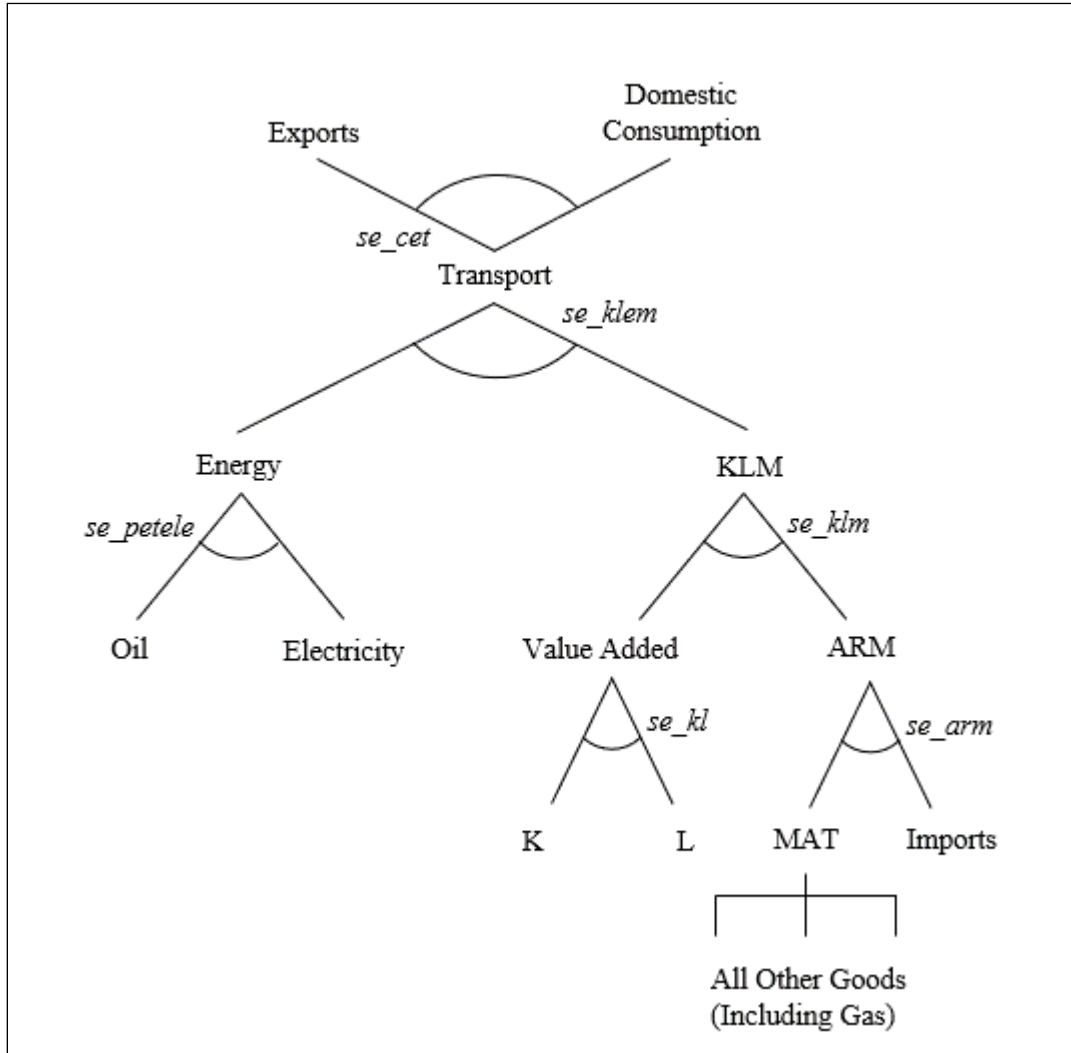 Domestic
Exports
Consumption
se_cet
Transport
se_klem
Energy
KLM
se_petele
se_klm
Oil
Electricity
Value Added
ARM
se_kl
se_arm
K
L
MAT
Imports
All Other Goods
(Including Gas)